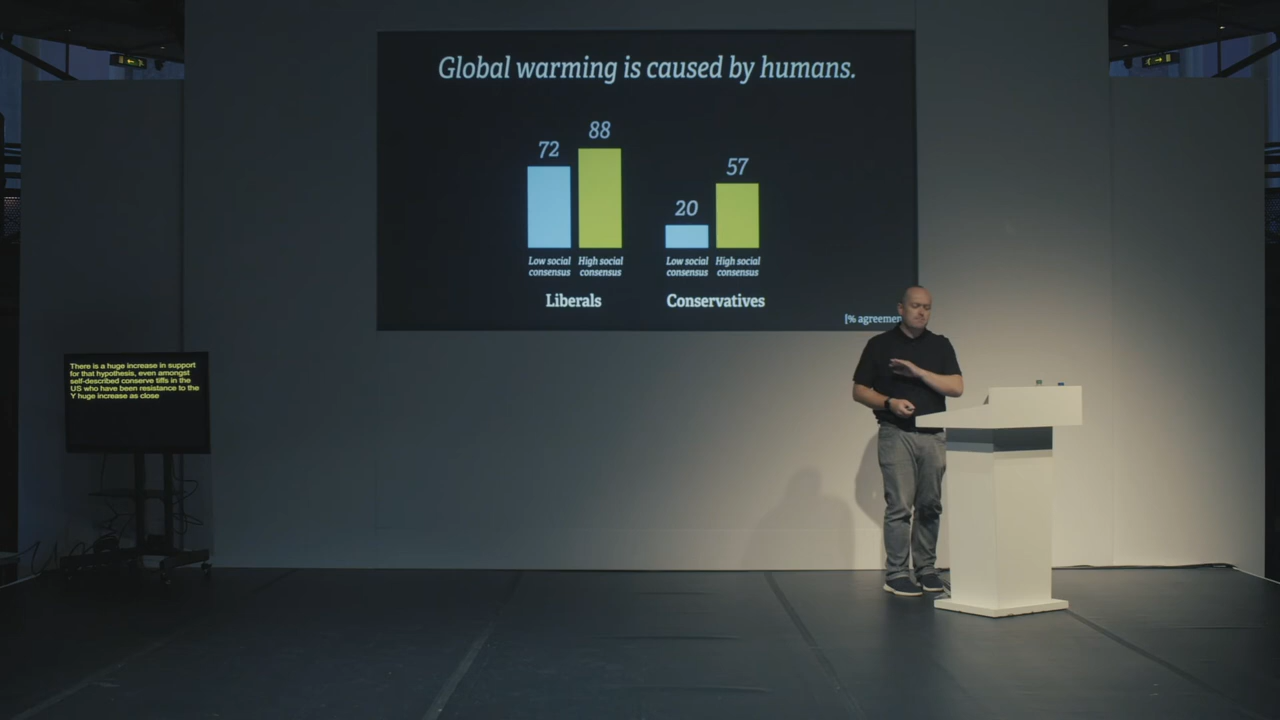 Global warming is caused by humans.
72
88
20
57
Low social
consensus
High social
consensus
Low social
consensus
High social
consensus
Liberals
Conservatives
[% agreemen
There is a huge increase in support
for that hypothesis, even amongst
self-described conserve tiffs in the
US who have been resistance to the
Y huge increase as close